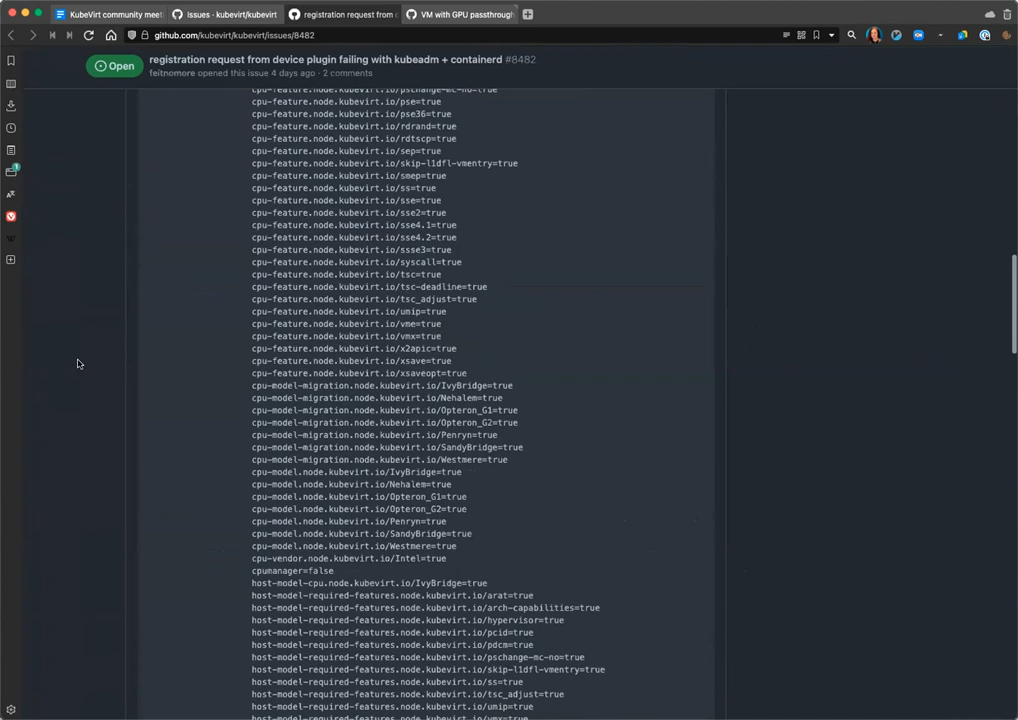 KubeVirt community meet
Issues · kubevirt/kubevirt
registration request from d
VM with GPU passthroug
github.com/kubevirt/kubevirt/issues/8482
Open
registration request from device plugin failing with kubeadm + containerd #8482
feitnomore opened this issue 4 days ago · 2 comments
cpu-feature.node.kubevirt.io/pschange-mc-no=true
cpu-feature.node.kubevirt.io/pse=true
cpu-feature.node.kubevirt.io/pse36=true
cpu-feature.node.kubevirt.io/rdrand=true
cpu-feature.node.kubevirt.io/rdtscp=true
cpu-feature.node.kubevirt.io/sep=true
cpu-feature.node.kubevirt.io/skip-l1dfl-vmentry=true
cpu-feature.node.kubevirt.io/smep=true
cpu-feature.node.kubevirt.io/ss=true
cpu-feature.node.kubevirt.io/sse=true
cpu-feature.node.kubevirt.io/sse2=true
cpu-feature.node.kubevirt.io/sse4.1=true
cpu-feature.node.kubevirt.io/sse4.2=true
cpu-feature.node.kubevirt.io/ssse3=true
cpu-feature.node.kubevirt.io/syscall=true
cpu-feature.node.kubevirt.io/tsc=true
cpu-feature.node.kubevirt.io/tsc-deadline=true
cpu-feature.node.kubevirt.io/tsc_adjust=true
cpu-feature.node.kubevirt.io/umip=true
cpu-feature.node.kubevirt.io/vme=true
cpu-feature.node.kubevirt.io/vmx=true
cpu-feature.node.kubevirt.io/x2apic=true
cpu-feature.node.kubevirt.io/xsave=true
cpu-feature.node.kubevirt.io/xsaveopt=true
cpu-model-migration.node.kubevirt.io/IvyBridge=true
cpu-model-migration.node.kubevirt.io/Nehalem=true
cpu-model-migration.node.kubevirt.io/Opteron_G1=true
cpu-model-migration.node.kubevirt.io/Opteron_G2=true
cpu-model-migration.node.kubevirt.io/Penryn=true
cpu-model-migration.node.kubevirt.io/SandyBridge=true
cpu-model-migration.node.kubevirt.io/Westmere=true
cpu-model.node.kubevirt.io/IvyBridge=true
cpu-model.node.kubevirt.io/Nehalem=true
cpu-model.node.kubevirt.io/Opteron_G1=true
cpu-model.node.kubevirt.io/Opteron_G2=true
cpu-model.node.kubevirt.io/Penryn=true
cpu-model.node.kubevirt.io/SandyBridge=true
cpu-model.node.kubevirt.io/Westmere=true
cpu-vendor.node.kubevirt.io/Intel=true
cpumanager=false
host-model-cpu.node.kubevirt.io/IvyBridge=true
host-model-required-features.node.kubevirt.io/arat=true
host-model-required-features.node.kubevirt.io/arch-capabilities=true
host-model-required-features.node.kubevirt.io/hypervisor=true
host-model-required-features.node.kubevirt.io/pcid=true
host-model-required-features.node.kubevirt.io/pdcm=true
host-model-required-features.node.kubevirt.io/pschange-mc-no=true
host-model-required-features.node.kubevirt.io/skip-l1dfl-vmentry=true
host-model-required-features.node.kubevirt.io/ss=true
host-model-required-features.node.kubevirt.io/tsc_adjust=true
host-model-required-features.node.kubevirt.io/umip=true
host-model-required-features.node.kubevirt.io/vmx=true